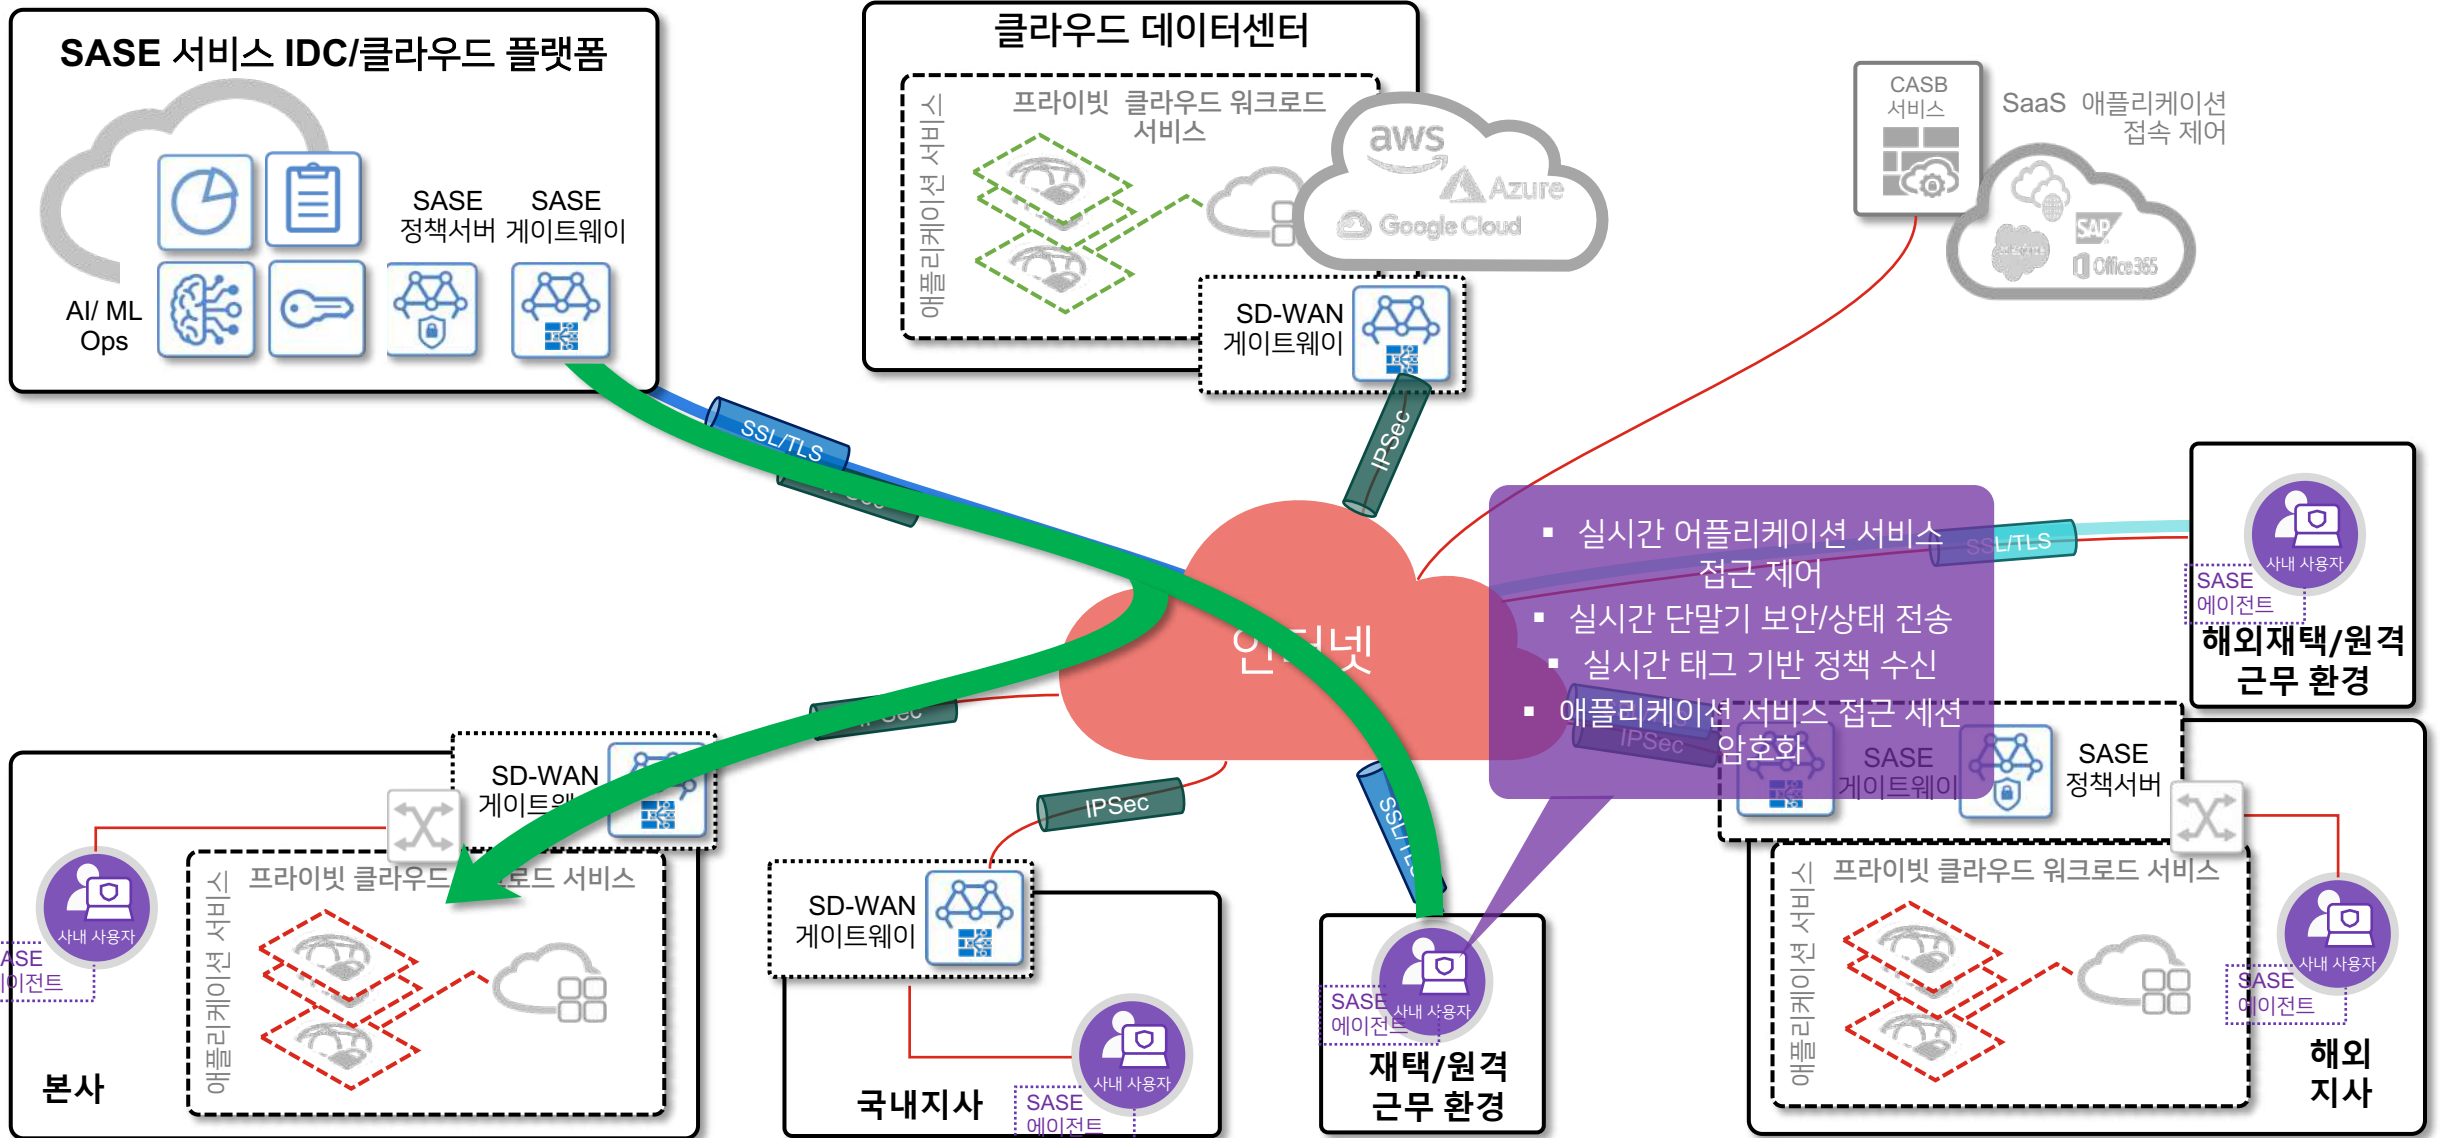 SASE 서비스 IDC/클라우드 플랫폼
SASE
정책서버
SASE
게이트웨이
AI/ ML
Ops
클라우드 데이터센터
애플리케이션 서비스
프라이빗 클라우드 워크로드
서비스
aws
Azure
Google Cloud
SD-WAN
게이트웨이
CASB
서비스
SaaS 애플리케이션
접속 제어
SAP
Office 365
SSL/TLS
IPSec
IPSec
인터넷
▪ 실시간 어플리케이션 서비스
접근 제어
▪ 실시간 단말기 보안/상태 전송
▪ 실시간 태그 기반 정책 수신
▪ 애플리케이션 서비스 접근 세션
암호화
SSL/TLS
사내 사용자
SASE
에이전트
해외재택/원격
근무 환경
IPSec
IPSec
SD-WAN
게이트웨이
사내 사용자
애플리케이션 서비스
프라이빗 클라우드 워크로드 서비스
본사
IPSec
SD-WAN
게이트웨이
사내 사용자
SASE
에이전트
국내지사
SSL/TLS
사내 사용자
SASE
에이전트
재택/원격
근무 환경
SASE
게이트웨이
SASE
정책서버
애플리케이션 서비스
프라이빗 클라우드 워크로드 서비스
사내 사용자
SASE
에이전트
해외
지사